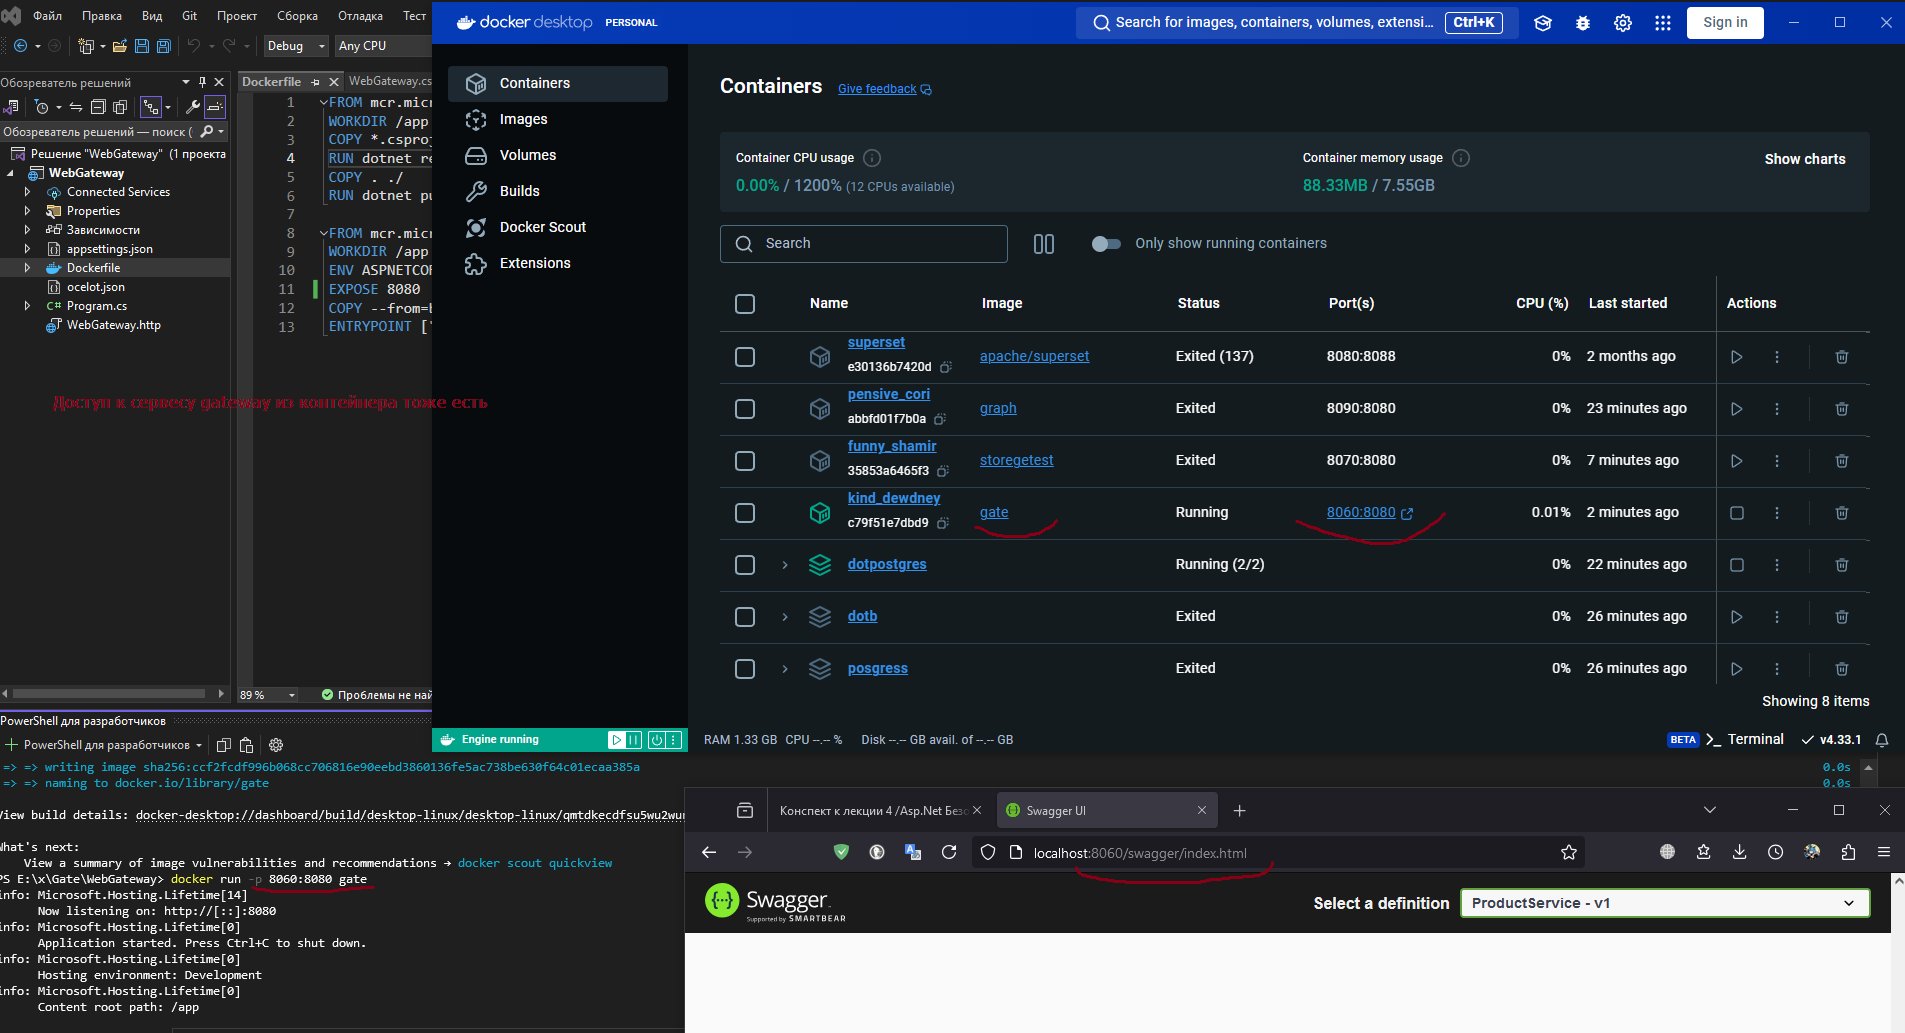 Файл Правка Вид Git Проект Сборка Отладка Тест
Debug Any CPU
Обозреватель решений
Обозреватель решений — поиск (
Решение "WebGateway" (1 проекта
WebGateway
Connected Services
Properties
Зависимости
appsettings.json
Dockerfile
ocelot.json
C# Program.cs
WebGateway.http
Dockerfile WebGateway.cs
1 FROM mcr.micr
2 WORKDIR /app
3 COPY *.csproj
4 RUN dotnet re
5 COPY . ./
6 RUN dotnet pu
7
8 FROM mcr.micr
9 WORKDIR /app
10 ENV ASPNETCOR
11 EXPOSE 8080
12 COPY --from=b
13 ENTRYPOINT ["
Доступ к сервесу gateway из контейнера тоже есть
89 % Проблемы не най
docker desktop PERSONAL
Search for images, containers, volumes, extensi... Ctrl+K
Sign in
Containers
Images
Volumes
Builds
Docker Scout
Extensions
Containers Give feedback
Container CPU usage
0.00% / 1200% (12 CPUs available)
Container memory usage
88.33MB / 7.55GB
Show charts
Search
Only show running containers
Name Image Status Port(s) CPU (%) Last started Actions
superset
e30136b7420d apache/superset Exited (137) 8080:8088 0% 2 months ago
pensive_cori
abbfd01f7b0a graph Exited 8090:8080 0% 23 minutes ago
funny_shamir
35853a6465f3 storegetest Exited 8070:8080 0% 7 minutes ago
kind_dewdney
c79f51e7dbd9 gate Running 8060:8080 0.01% 2 minutes ago
dotpostgres Running (2/2) 0% 22 minutes ago
dotb Exited 0% 26 minutes ago
posgress Exited 0% 26 minutes ago
Showing 8 items
Engine running
RAM 1.33 GB CPU --.-- % Disk --.-- GB avail. of --.-- GB
BETA Terminal v4.33.1
PowerShell для разработчиков
PowerShell для разработчиков
=> => writing image sha256:ccf2fcdf996b068cc706816e90eebd3860136fe5ac738be630f64c01ecaa385a 0.0s
=> => naming to docker.io/library/gate 0.0s
View build details: docker-desktop://dashboard/build/desktop-linux/desktop-linux/qmtdkecdfsu5wu2wur
What's next:
View a summary of image vulnerabilities and recommendations → docker scout quickview
PS E:\x\Gate\WebGateway> docker run -p 8060:8080 gate
info: Microsoft.Hosting.Lifetime[14]
Now listening on: http://[::]:8080
info: Microsoft.Hosting.Lifetime[0]
Application started. Press Ctrl+C to shut down.
info: Microsoft.Hosting.Lifetime[0]
Hosting environment: Development
info: Microsoft.Hosting.Lifetime[0]
Content root path: /app
Конспект к лекции 4 /Asp.Net Безо
Swagger UI
localhost:8060/swagger/index.html
Swagger
Supported by SMARTBEAR
Select a definition ProductService - v1